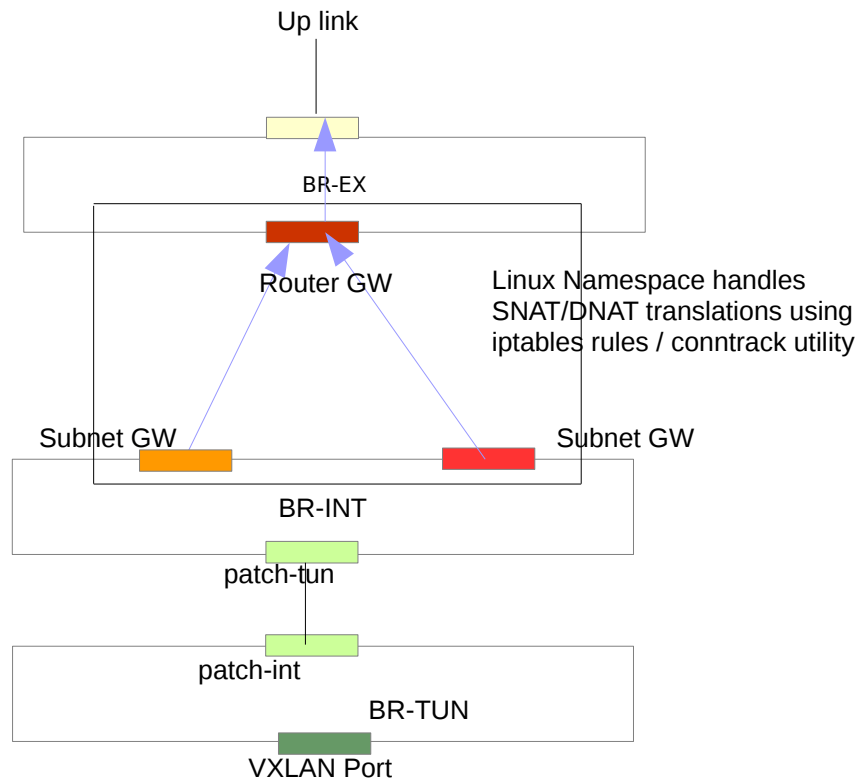 Up link
BR-EX
Router GW
Linux Namespace handles
SNAT/DNAT translations using
iptables rules / conntrack utility
Subnet GW
Subnet GW
BR-INT
patch-tun
patch-int
BR-TUN
VXLAN Port